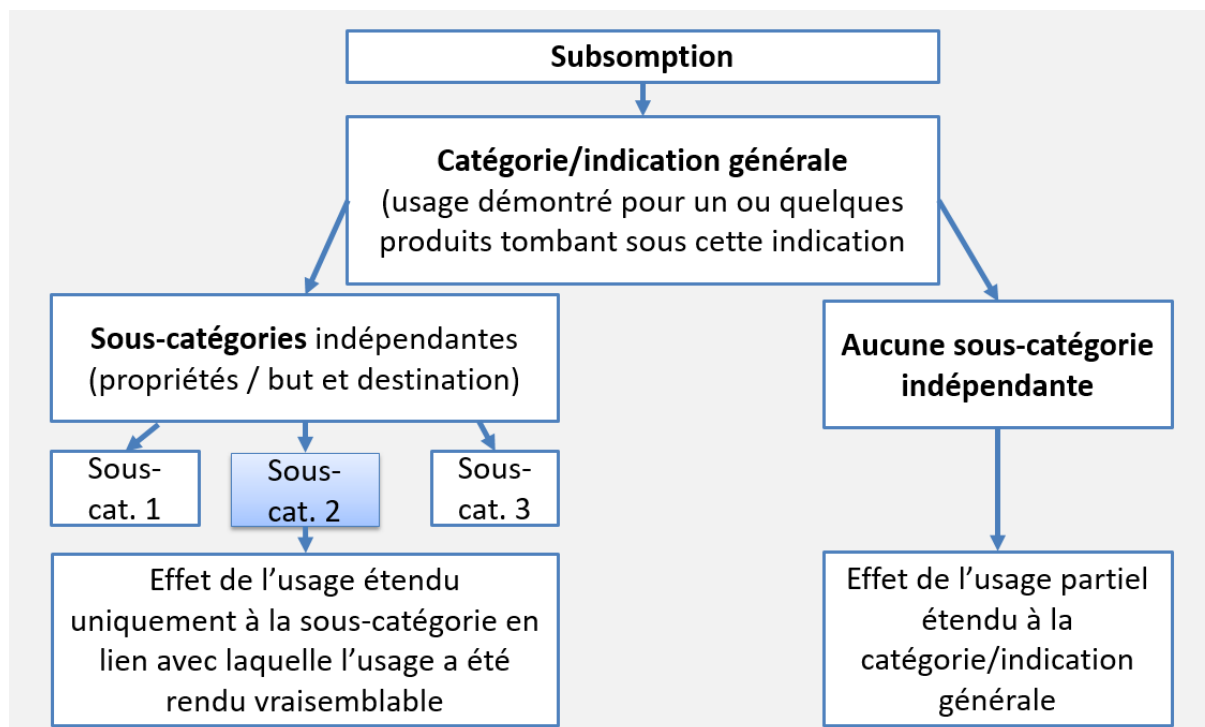 Subsomption
Catégorie/indication générale
(usage démontré pour un ou quelques
produits tombant sous cette indication
Sous-catégories indépendantes
(propriétés / but et destination)
Aucune sous-catégorie
indépendante
Sous-
cat. 1
Sous-
cat. 2
Sous-
cat. 3
Effet de l’usage étendu
uniquement à la sous-catégorie en
lien avec laquelle l’usage a été
rendu vraisemblable
Effet de l’usage partiel
étendu à la
catégorie/indication
générale